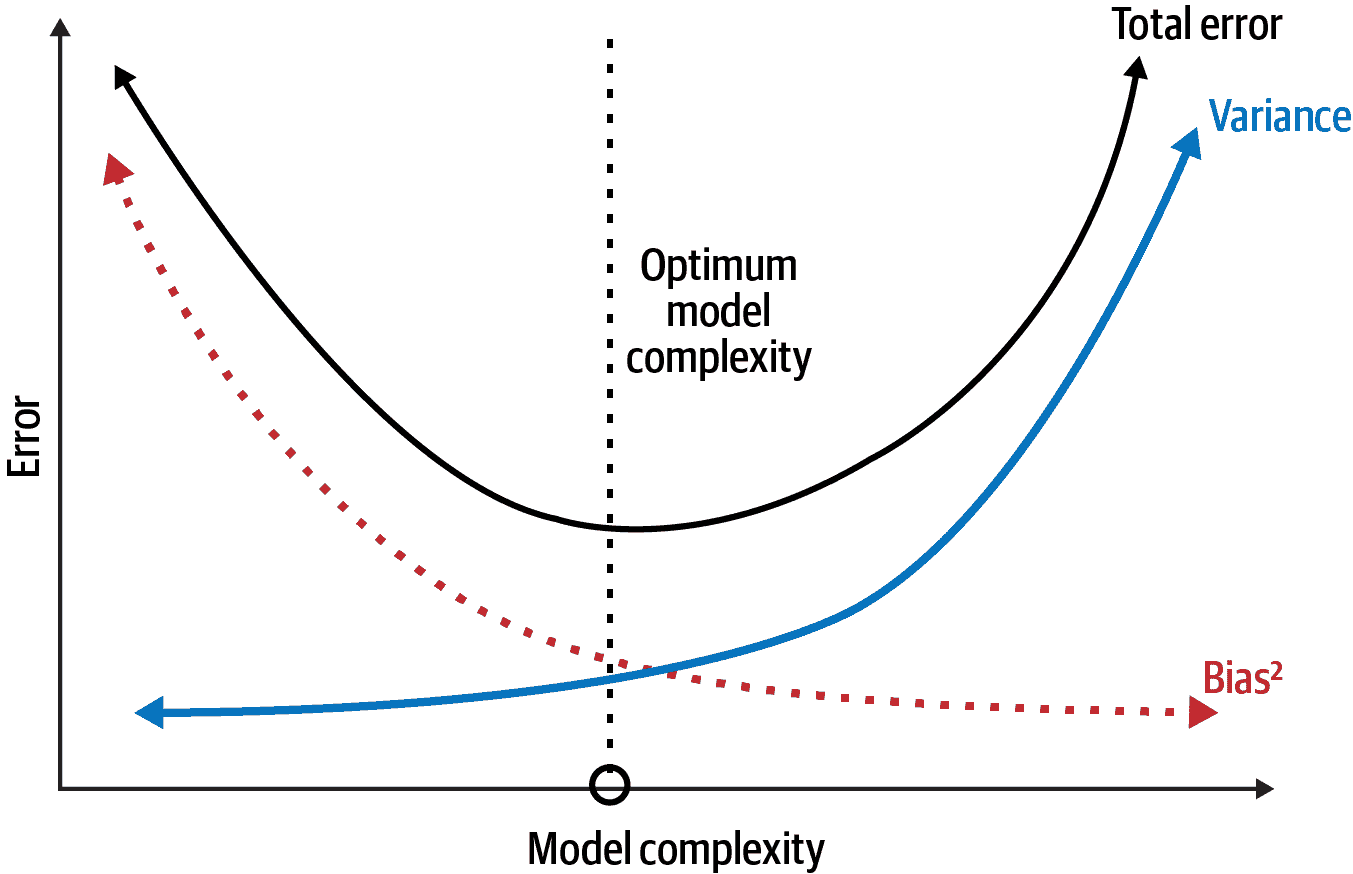 Total error
Variance
Optimum
model
complexity
Error
Bias²
Model complexity